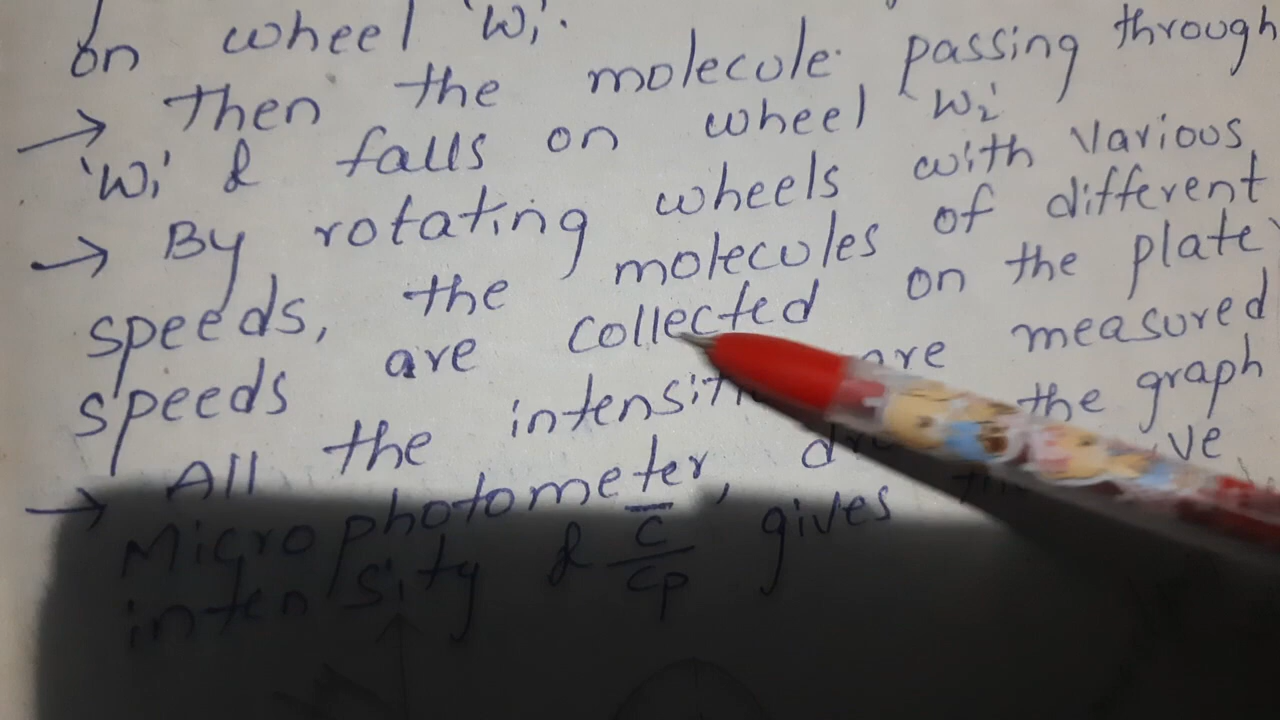 on wheel 'W₁'.
→ Then the molecule passing through
'W₁' & falls on wheel 'W₂'
→ By rotating wheels with various
speeds, the molecules of different
speeds are collected on the plate
→ All the are measured
Microphotometer, the graph
intensity & c̄/cp, gives